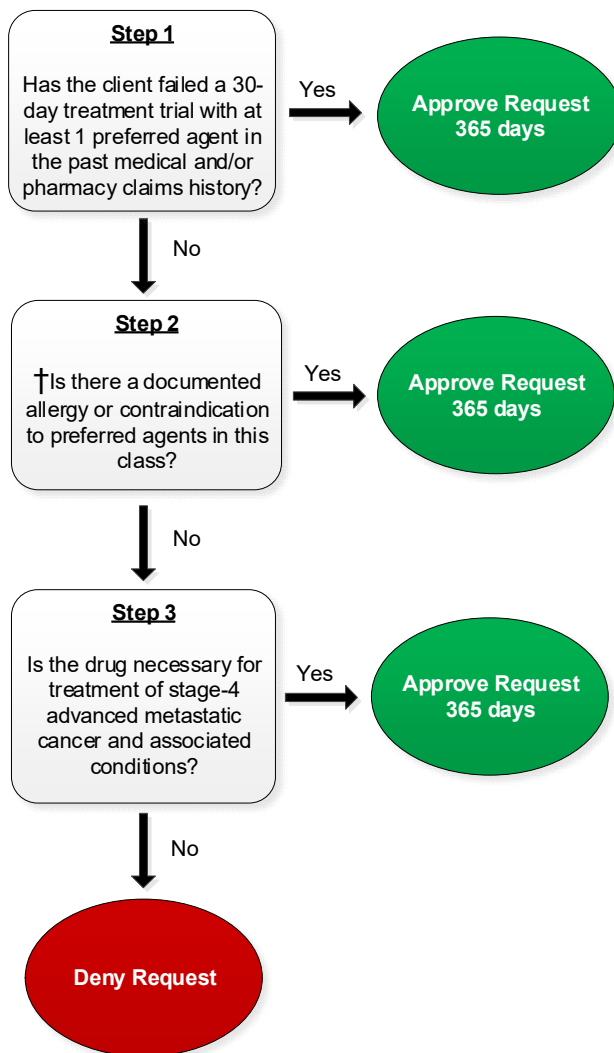 Step 1
Has the client failed a 30-
day treatment trial with at
least 1 preferred agent in
the past medical and/or
pharmacy claims history?
Yes
Approve Request
365 days
No
Step 2
†Is there a documented
allergy or contraindication
to preferred agents in this
class?
Yes
Approve Request
365 days
No
Step 3
Is the drug necessary for
treatment of stage-4
advanced metastatic
cancer and associated
conditions?
Yes
Approve Request
365 days
No
Deny Request